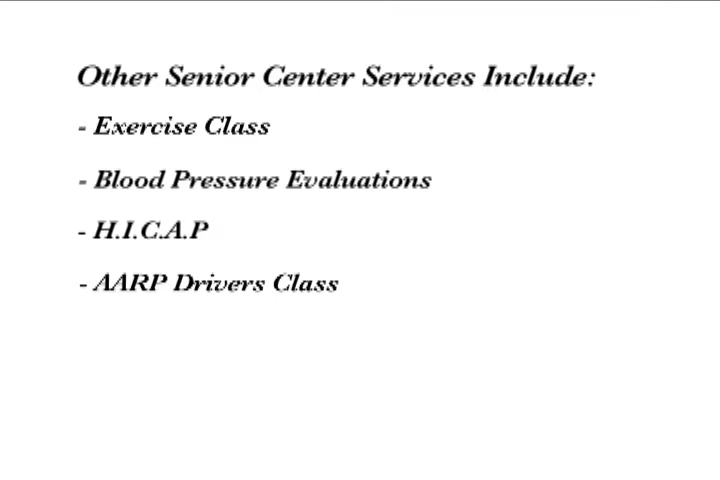 Other Senior Center Services Include:
- Exercise Class
- Blood Pressure Evaluations
- H.I.C.A.P
- AARP Drivers Class